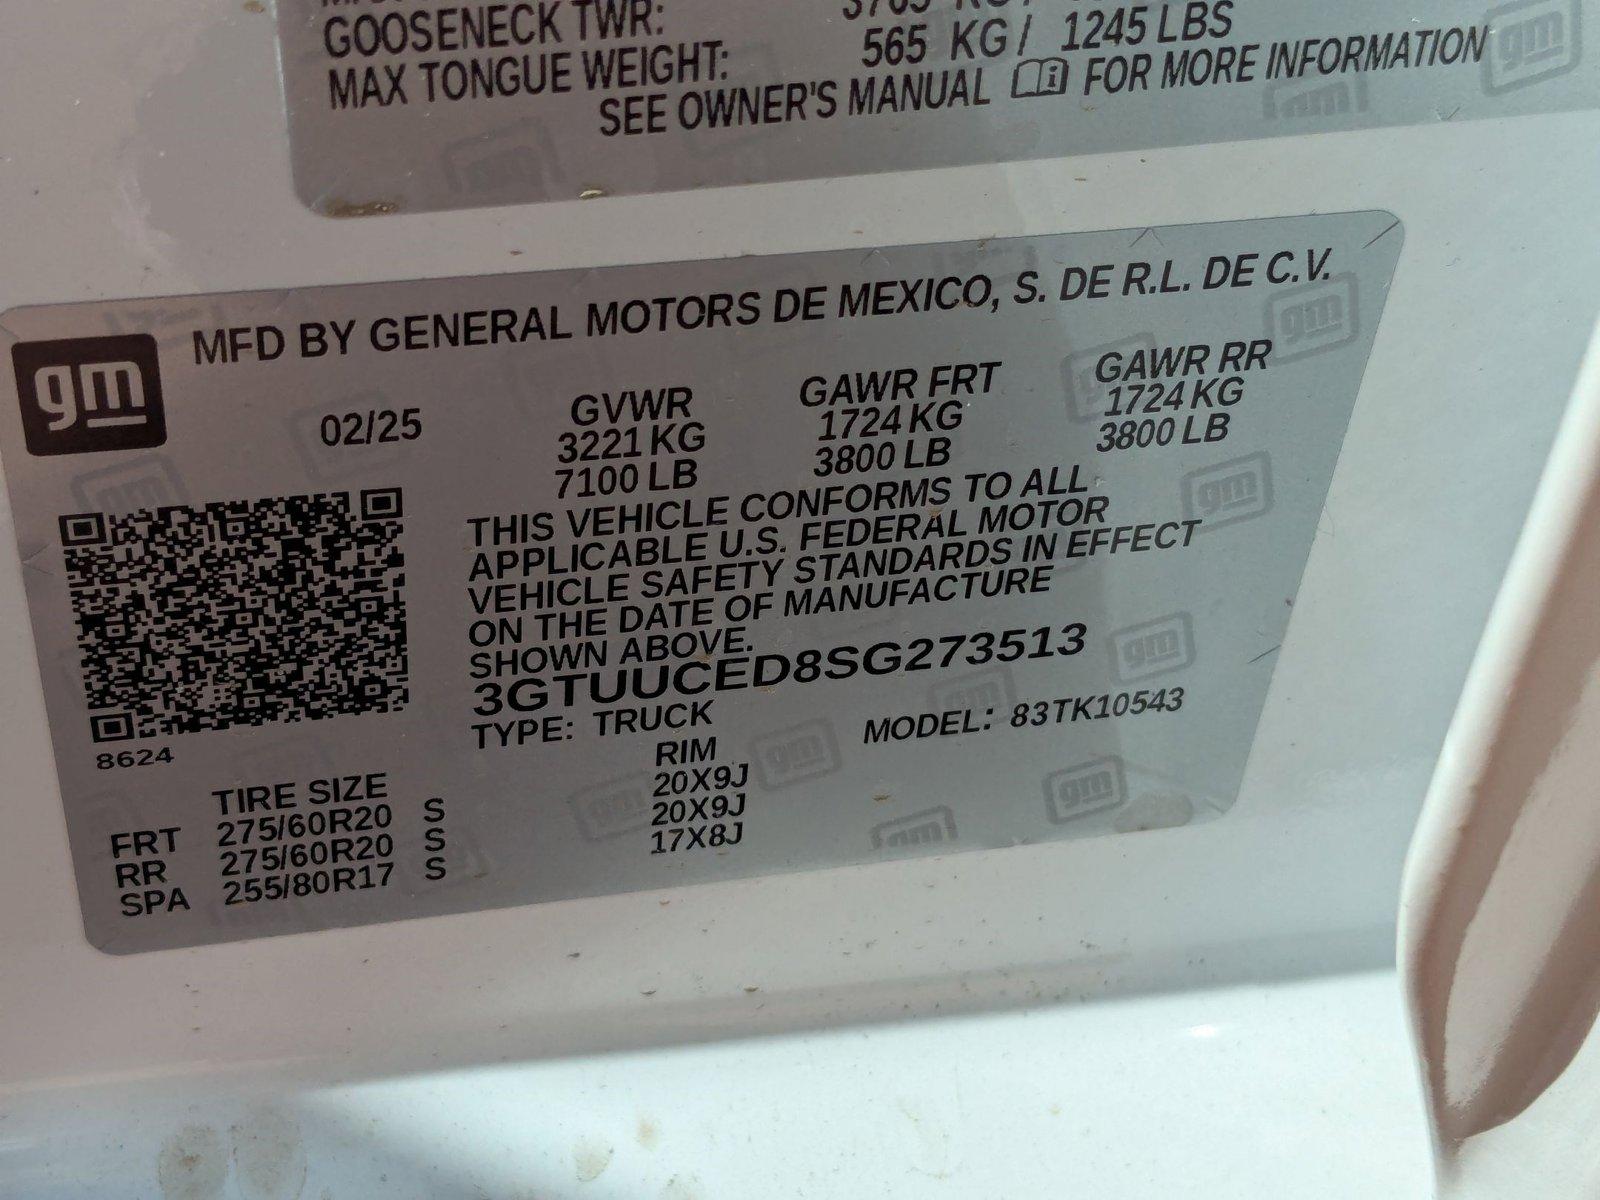 GOOSENECK TWR:
MAX TONGUE WEIGHT: 565 KG / 1245 LBS
SEE OWNER'S MANUAL FOR MORE INFORMATION
gm
MFD BY GENERAL MOTORS DE MEXICO, S. DE R.L. DE C.V.
02/25 GVWR GAWR FRT GAWR RR
3221 KG 1724 KG 1724 KG
7100 LB 3800 LB 3800 LB
THIS VEHICLE CONFORMS TO ALL
APPLICABLE U.S. FEDERAL MOTOR
VEHICLE SAFETY STANDARDS IN EFFECT
ON THE DATE OF MANUFACTURE
SHOWN ABOVE.
3GTUUCED8SG273513
TYPE: TRUCK MODEL: 83TK10543
8624
TIRE SIZE RIM
FRT 275/60R20 S 20X9J
RR 275/60R20 S 20X9J
SPA 255/80R17 S 17X8J